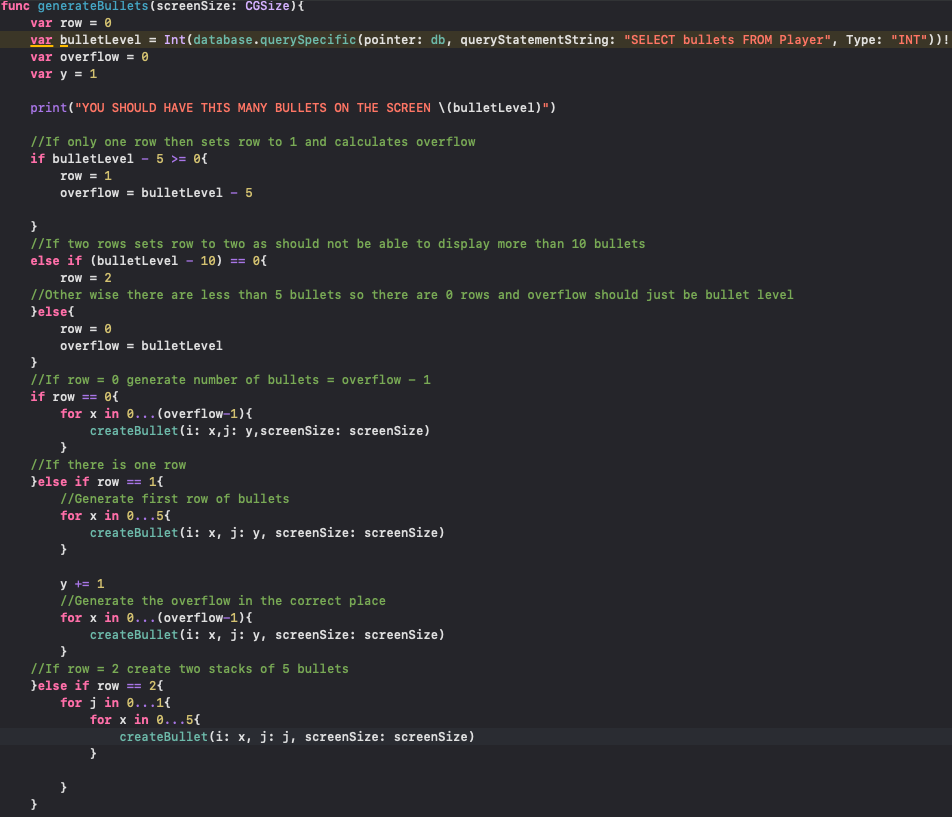 func generateBullets(screenSize: CGSize){
    var row = 0
    var bulletLevel = Int(database.querySpecific(pointer: db, queryStatementString: "SELECT bullets FROM Player", Type: "INT"))!
    var overflow = 0
    var y = 1

    print("YOU SHOULD HAVE THIS MANY BULLETS ON THE SCREEN \(bulletLevel)")

    //If only one row then sets row to 1 and calculates overflow
    if bulletLevel - 5 >= 0{
        row = 1
        overflow = bulletLevel - 5

    }
    //If two rows sets row to two as should not be able to display more than 10 bullets
    else if (bulletLevel - 10) == 0{
        row = 2
    //Other wise there are less than 5 bullets so there are 0 rows and overflow should just be bullet level
    }else{
        row = 0
        overflow = bulletLevel
    }
    //If row = 0 generate number of bullets = overflow - 1
    if row == 0{
        for x in 0...(overflow-1){
            createBullet(i: x,j: y,screenSize: screenSize)
        }
    //If there is one row
    }else if row == 1{
        //Generate first row of bullets
        for x in 0...5{
            createBullet(i: x, j: y, screenSize: screenSize)
        }

        y += 1
        //Generate the overflow in the correct place
        for x in 0...(overflow-1){
            createBullet(i: x, j: y, screenSize: screenSize)
        }
    //If row = 2 create two stacks of 5 bullets
    }else if row == 2{
        for j in 0...1{
            for x in 0...5{
                createBullet(i: x, j: j, screenSize: screenSize)
            }

        }
    }